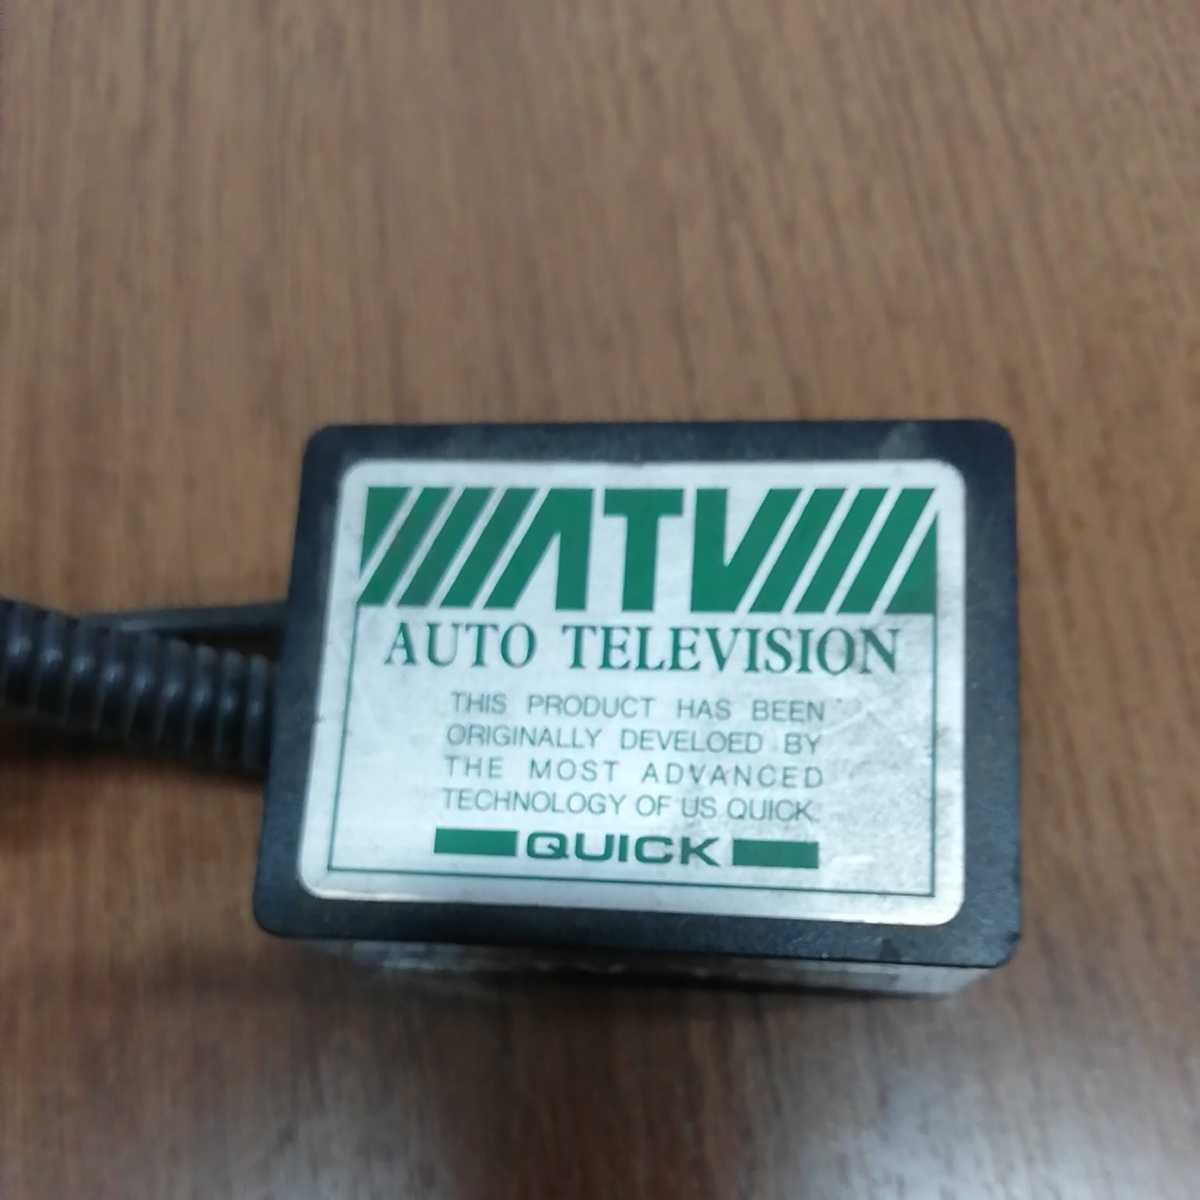 ATV
AUTO TELEVISION
THIS PRODUCT HAS BEEN
ORIGINALLY DEVELOED BY
THE MOST ADVANCED
TECHNOLOGY OF US QUICK.
QUICK